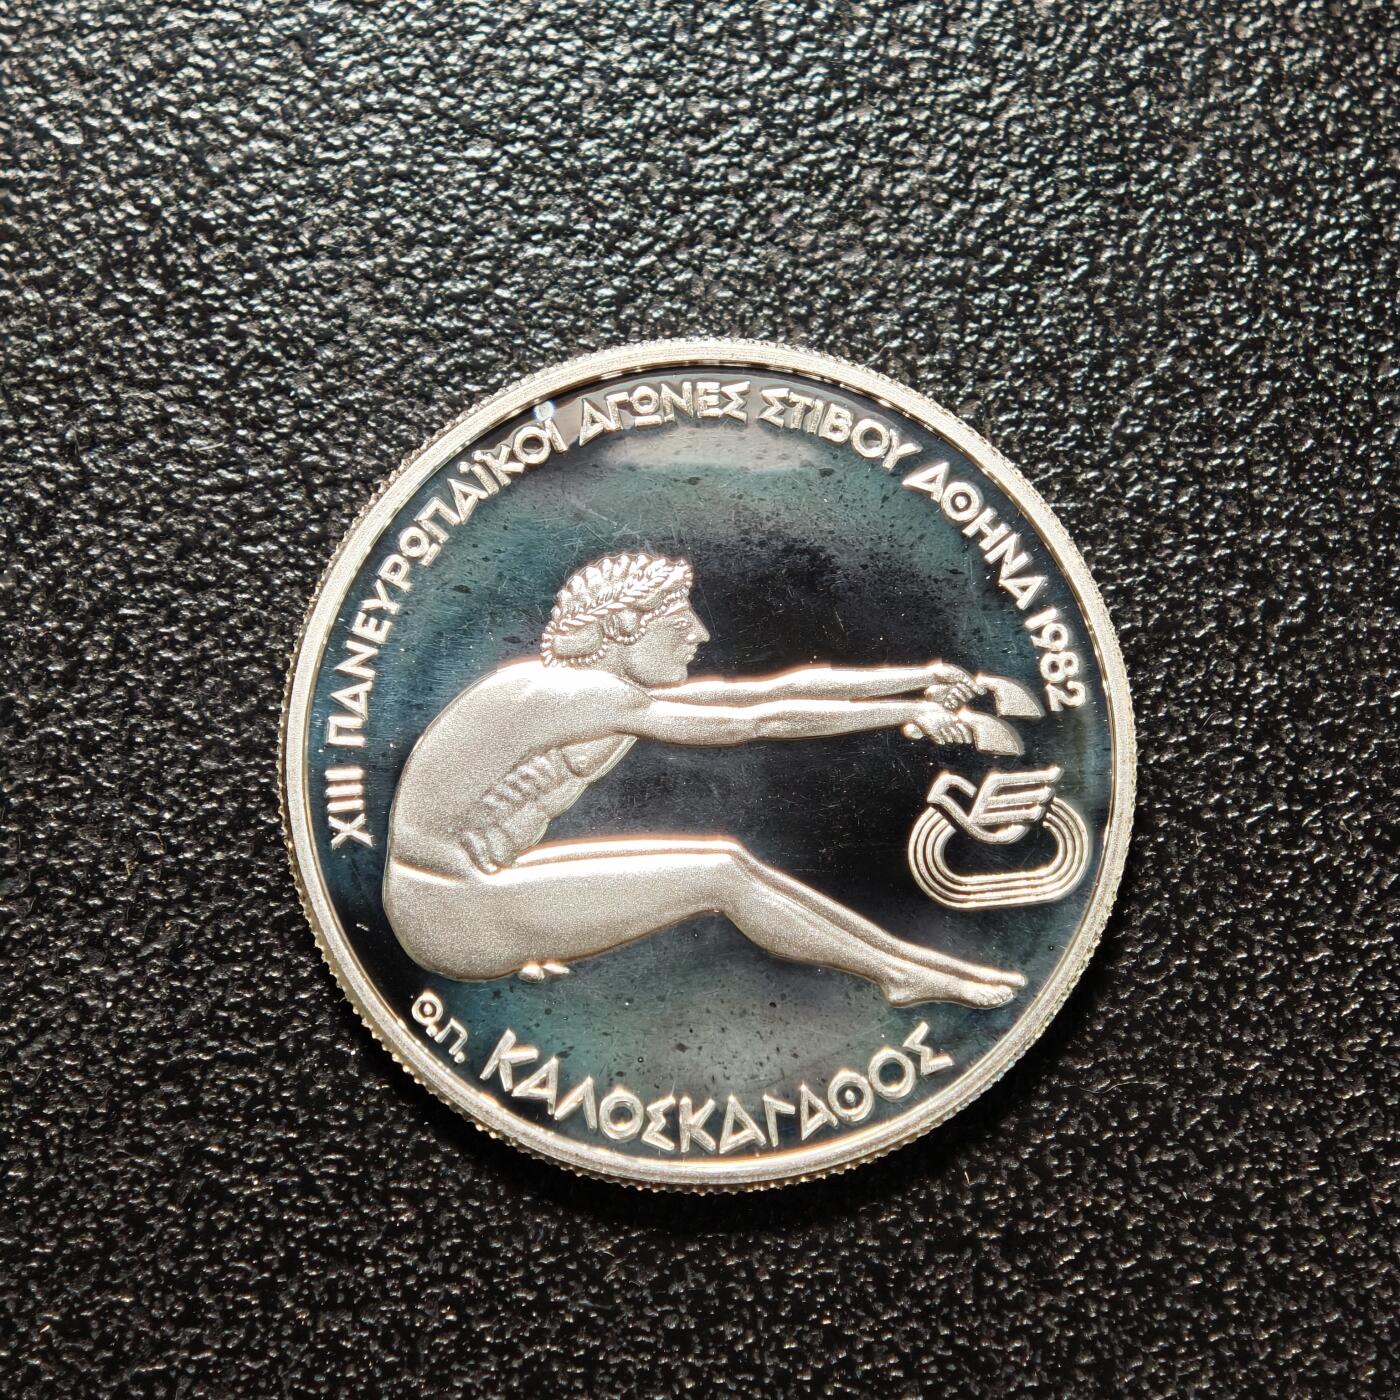 XIII ΠΑΝΕΥΡΩΠΑΪΚΟΙ ΑΓΩΝΕΣ ΣΤΙΒΟΥ ΑΘΗΝΑ 1982
Θ.Π. ΚΑΛΟΣΚΑΓΑΘΟΣ